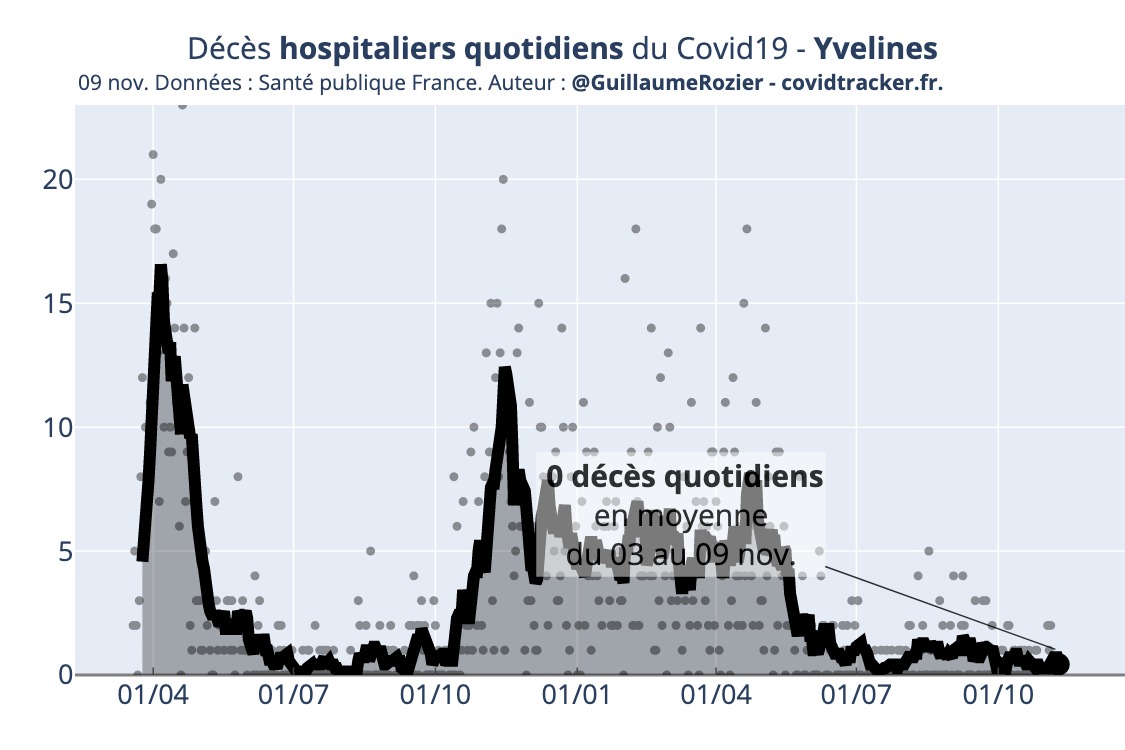 Décès hospitaliers quotidiens du Covid19 - Yvelines
09 nov. Données : Santé publique France. Auteur : @GuillaumeRozier - covidtracker.fr.
20
15
10
5
0
0 décès quotidiens
en moyenne
du 03 au 09 nov.
01/04 01/07 01/10 01/01 01/04 01/07 01/10